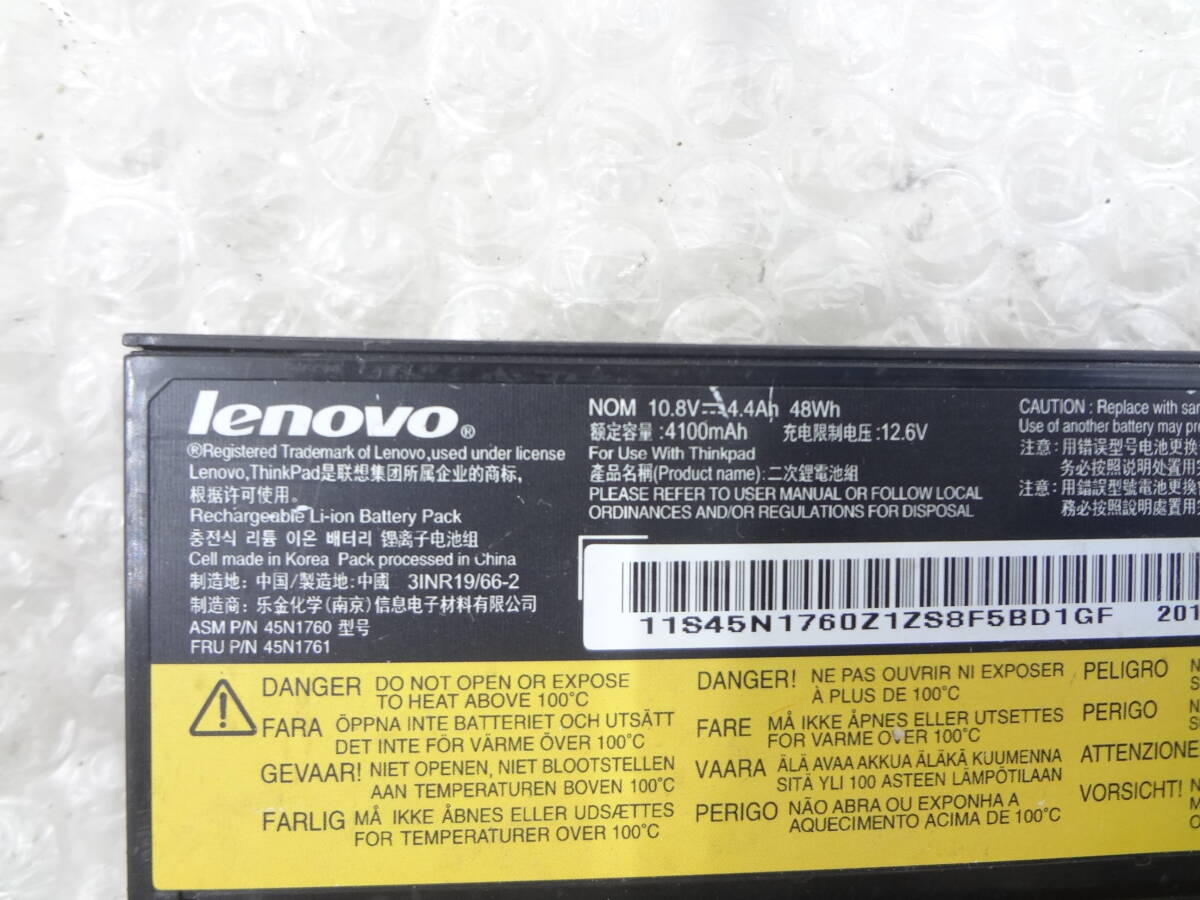 lenovo®
®Registered Trademark of Lenovo,used under license
Lenovo,ThinkPad是联想集团所属企业的商标,
根据许可使用。
Rechargeable Li-ion Battery Pack
충전식 리튬 이온 배터리 锂离子电池组
Cell made in Korea Pack processed in China
制造地: 中国/製造地:中國 3INR19/66-2
制造商: 乐金化学(南京)信息电子材料有限公司
ASM P/N 45N1760 型号
FRU P/N 45N1761
NOM 10.8V⎓4.4Ah 48Wh
额定容量:4100mAh 充电限制电压:12.6V
For Use With Thinkpad
產品名稱(Product name):二次鋰電池組
PLEASE REFER TO USER MANUAL OR FOLLOW LOCAL
ORDINANCES AND/OR REGULATIONS FOR DISPOSAL
CAUTION : Replace with
Use of another battery may
注意: 用错误型号电池更换
务必按照说明处置用
注意: 用錯誤型號電池更換
務必按照說明處置用
11S45N1760Z1ZS8F5BD1GF 201
DANGER DO NOT OPEN OR EXPOSE
TO HEAT ABOVE 100°C
FARA ÖPPNA INTE BATTERIET OCH UTSÄTT
DET INTE FÖR VÄRME ÖVER 100°C
GEVAAR! NIET OPENEN, NIET BLOOTSTELLEN
AAN TEMPERATUREN BOVEN 100°C
FARLIG MÅ IKKE ÅBNES ELLER UDSÆTTES
FOR TEMPERATURER OVER 100°C
DANGER! NE PAS OUVRIR NI EXPOSER
À PLUS DE 100°C
FARE MÅ IKKE ÅPNES ELLER UTSETTES
FOR VARME OVER 100°C
VAARA ÄLÄ AVAA AKKUA ÄLÄKÄ KUUMENNA
SITÄ YLI 100 ASTEEN LÄMPÖTILAAN
PERIGO NÃO ABRA OU EXPONHA A
AQUECIMENTO ACIMA DE 100°C
PELIGRO
PERIGO
ATTENZIONE
VORSICHT!